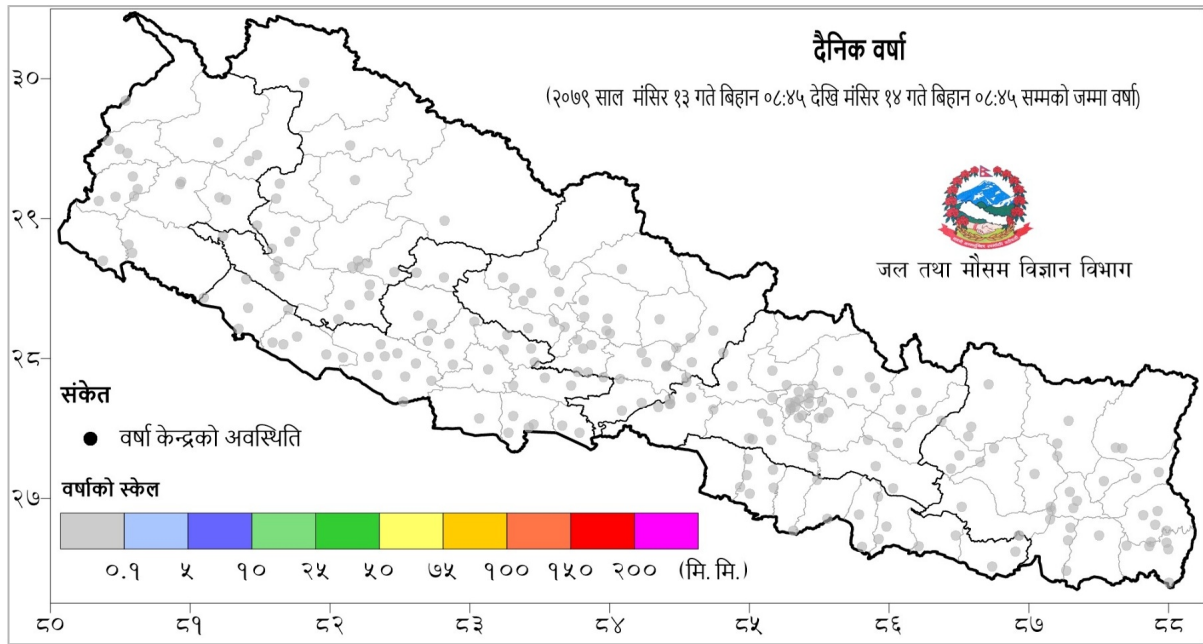 दैनिक वर्षा
(२०७९ साल मंसिर १३ गते बिहान ०८:४५ देखि मंसिर १४ गते बिहान ०८:४५ सम्मको जम्मा वर्षा)
जल तथा मौसम विज्ञान विभाग
३०
२९
२८
२७
संकेत
वर्षा केन्द्रको अवस्थिति
वर्षाको स्केल
०.१ ५ १० २५ ५० ७५ १०० १५० २०० (मि. मि.)
८० ८१ ८२ ८३ ८४ ८५ ८६ ८७ ८८